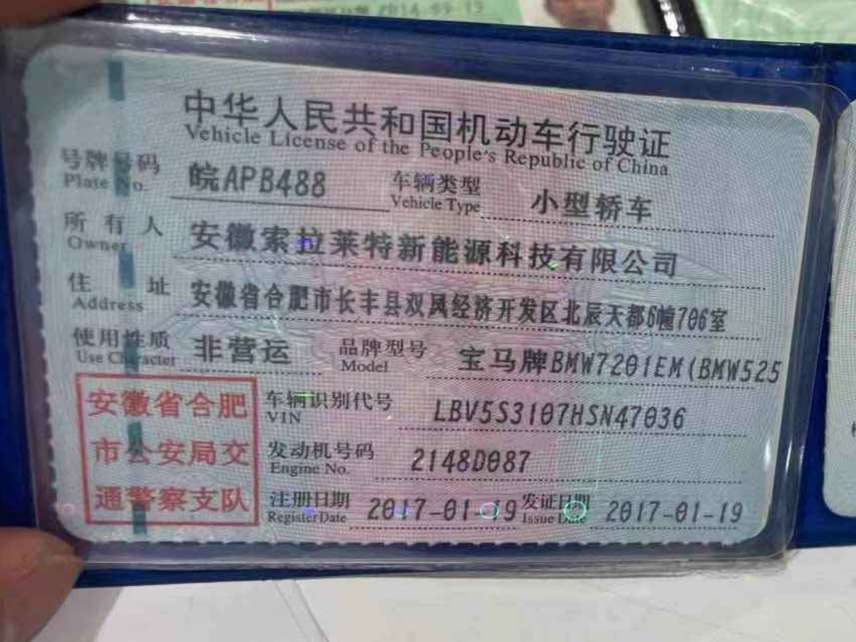 2014-09-15
中华人民共和国机动车行驶证
Vehicle License of the People's Republic of China
号牌号码 皖APB488 车辆类型 小型轿车
Plate No. Vehicle Type
所有人 安徽索拉莱特新能源科技有限公司
Owner
住址 安徽省合肥市长丰县双凤经济开发区北辰天都6幢706室
Address
使用性质 非营运 品牌型号 宝马牌BMW7201EM(BMW525
Use Character Model
安徽省合肥
市公安局交
通警察支队
车辆识别代号 LBV5S3107HSN47036
VIN
发动机号码 2148D087
Engine No.
注册日期 2017-01-19 发证日期 2017-01-19
Register Date Issue Date